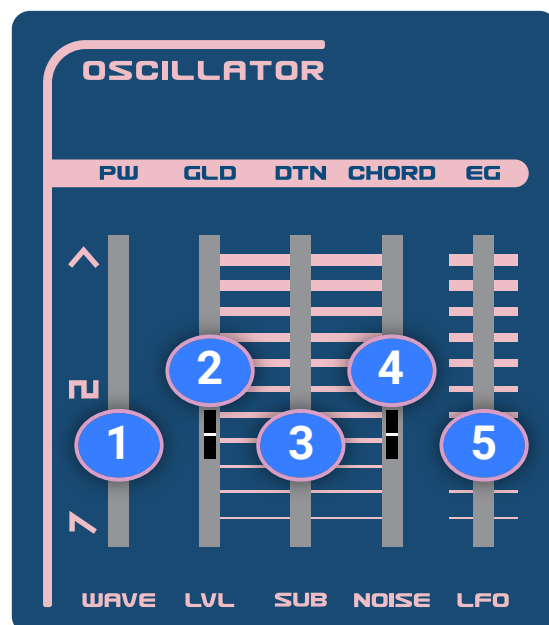 OSCILLATOR
PW GLD DTN CHORD EG
2 4
1 3 5
WAVE LVL SUB NOISE LFO